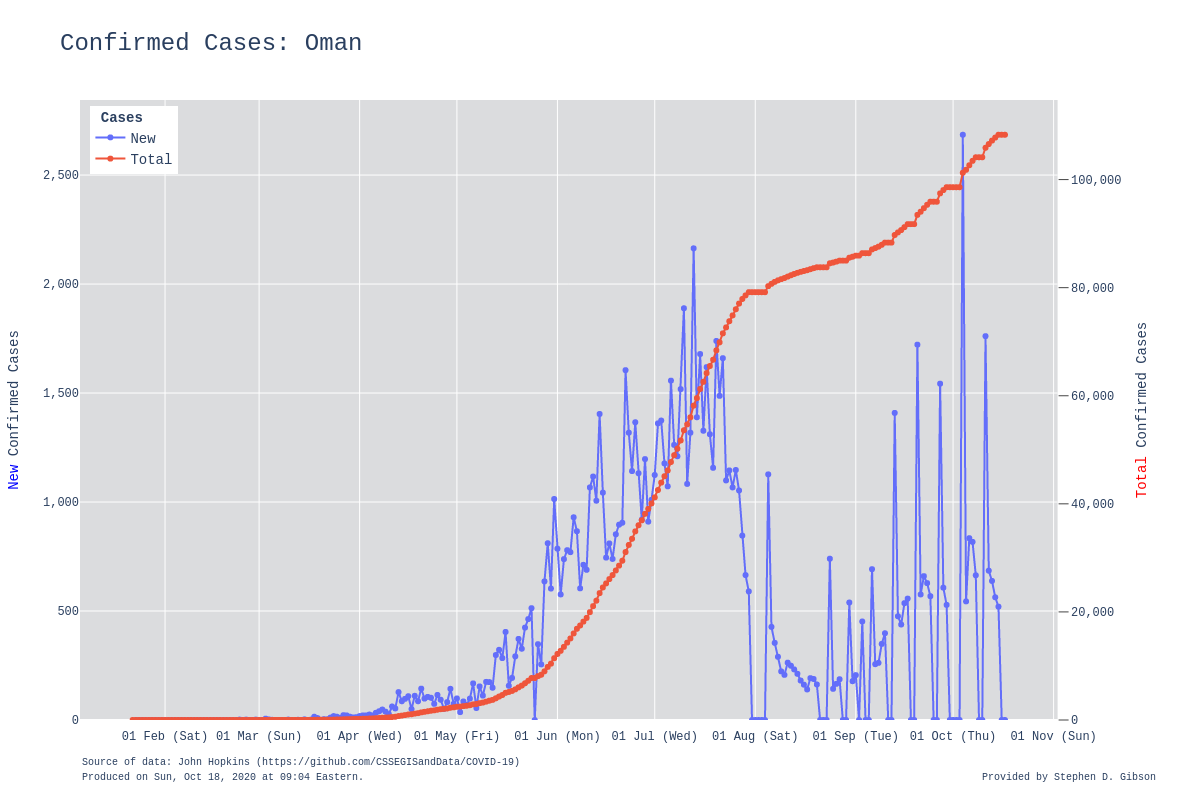 Confirmed Cases: Oman
Cases
New
Total
2,500
2,000
1,500
1,000
500
0
New Confirmed Cases
100,000
80,000
60,000
40,000
20,000
0
Total Confirmed Cases
01 Feb (Sat) 01 Mar (Sun) 01 Apr (Wed) 01 May (Fri) 01 Jun (Mon) 01 Jul (Wed) 01 Aug (Sat) 01 Sep (Tue) 01 Oct (Thu) 01 Nov (Sun)
Source of data: John Hopkins (https://github.com/CSSEGISandData/COVID-19)
Produced on Sun, Oct 18, 2020 at 09:04 Eastern.
Provided by Stephen D. Gibson